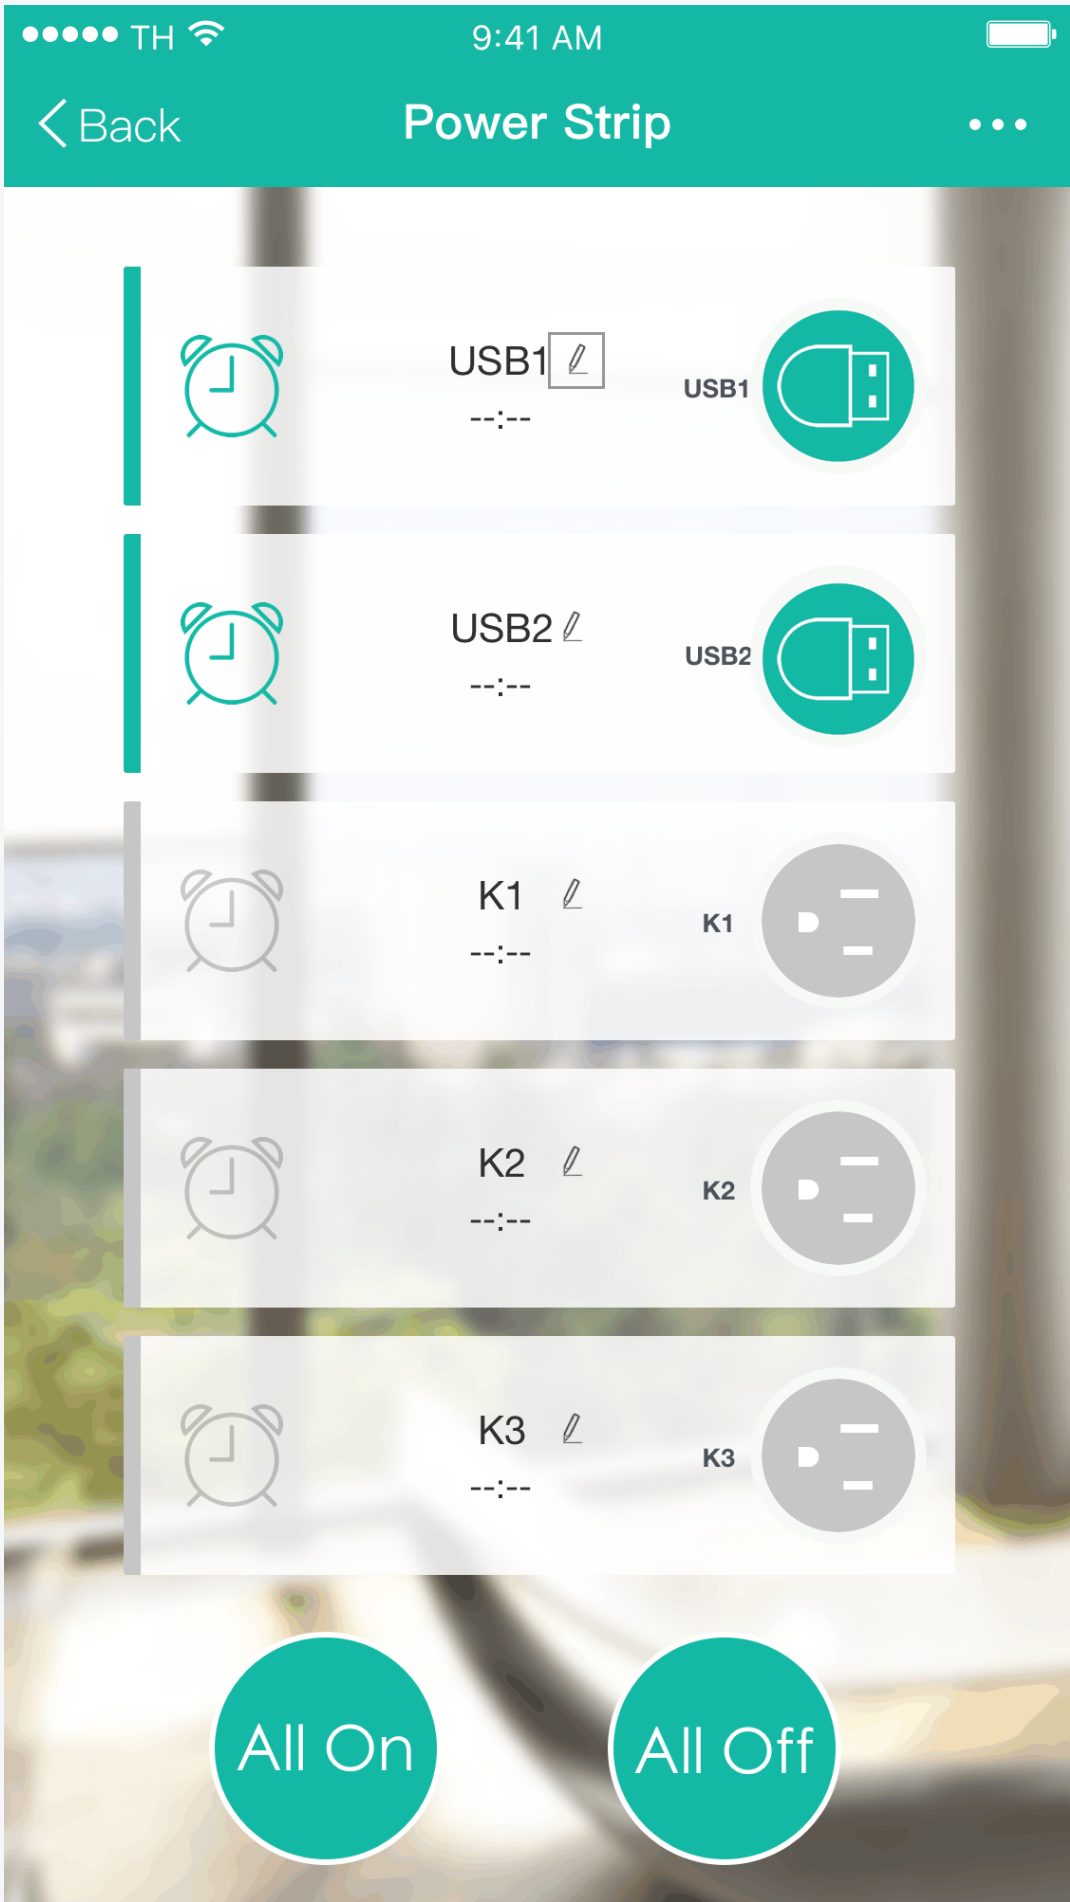 TH 9:41 AM
Back Power Strip ...
USB1
--:--
USB1
USB2
--:--
USB2
K1
--:--
K1
K2
--:--
K2
K3
--:--
K3
All On All Off